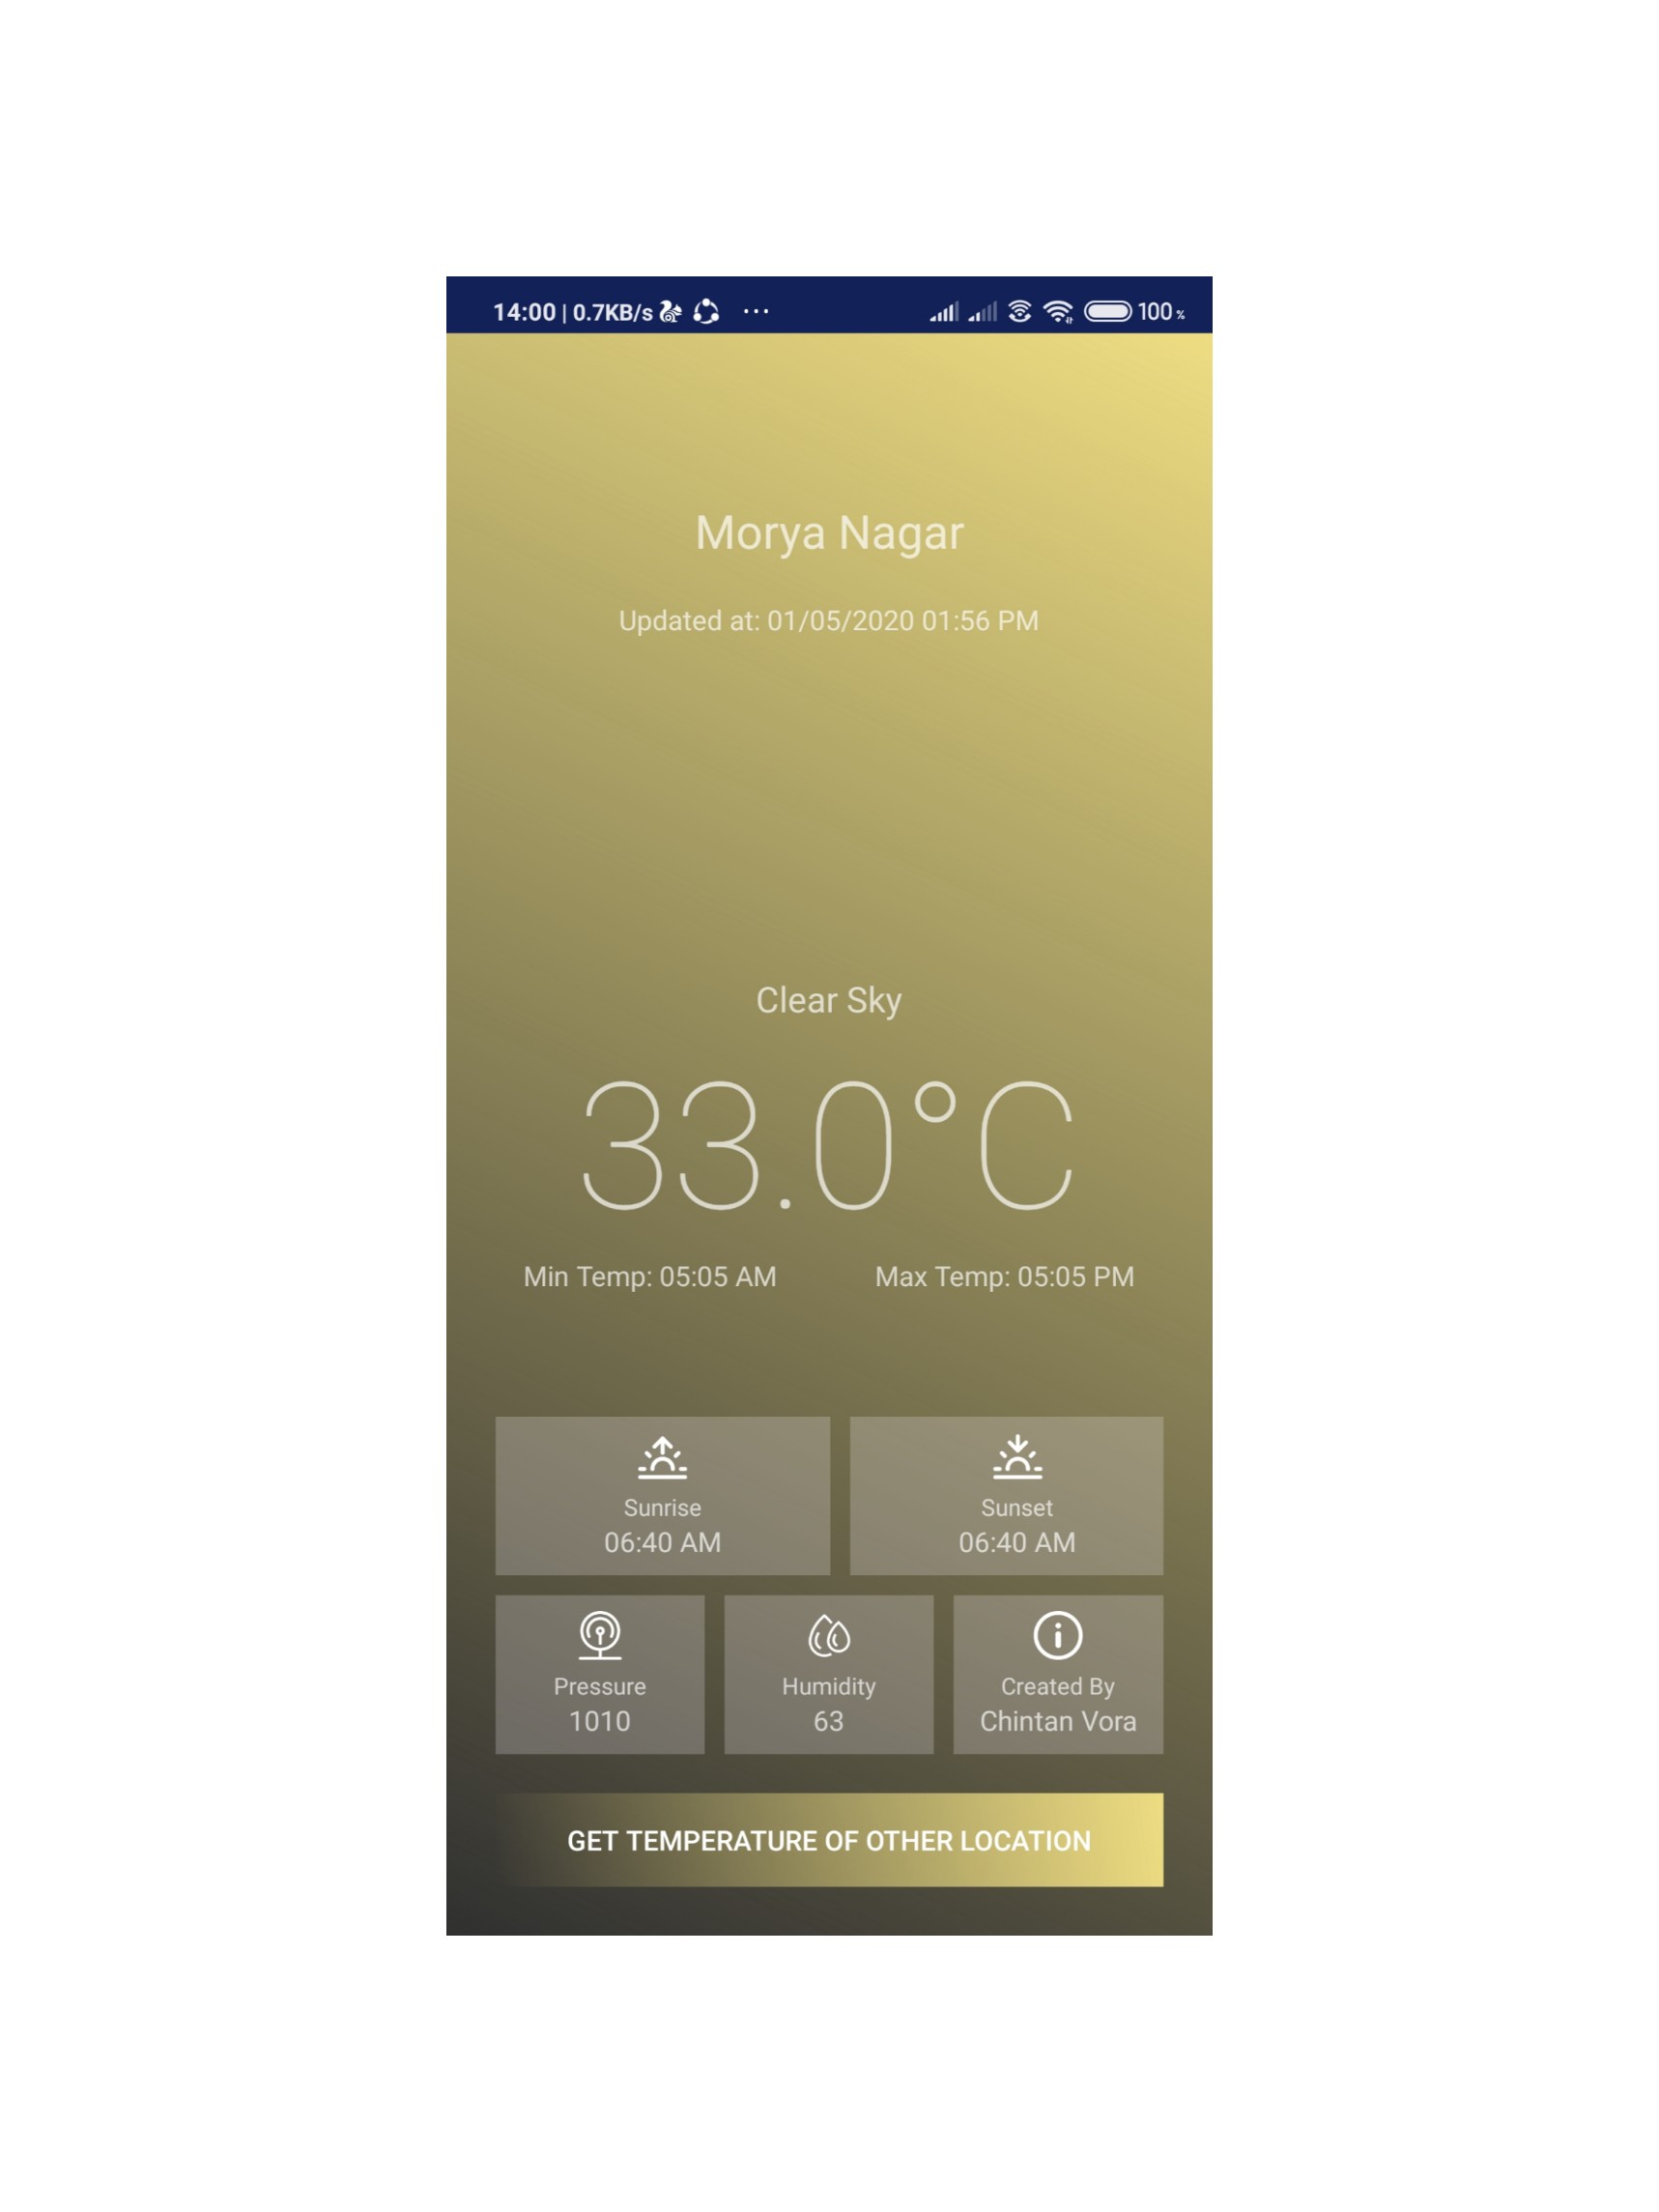 14:00 | 0.7KB/s ... 100 %
Morya Nagar
Updated at: 01/05/2020 01:56 PM
Clear Sky
33.0°C
Min Temp: 05:05 AM Max Temp: 05:05 PM
Sunrise Sunset
06:40 AM 06:40 AM
Pressure Humidity Created By
1010 63 Chintan Vora
GET TEMPERATURE OF OTHER LOCATION